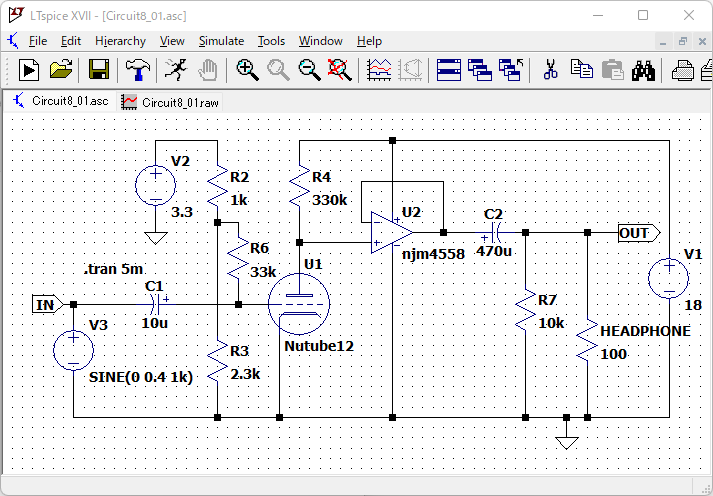 LTspice XVII - [Circuit8_01.asc]
File Edit Hierarchy View Simulate Tools Window Help
Circuit8_01.asc Circuit8_01.raw
V2
3.3
R2
1k
R4
330k
R6
33k
U1
Nutube12
U2
njm4558
C2
470u
OUT
V1
18
.tran 5m
C1
10u
IN
V3
SINE(0 0.4 1k)
R3
2.3k
R7
10k
HEADPHONE
100